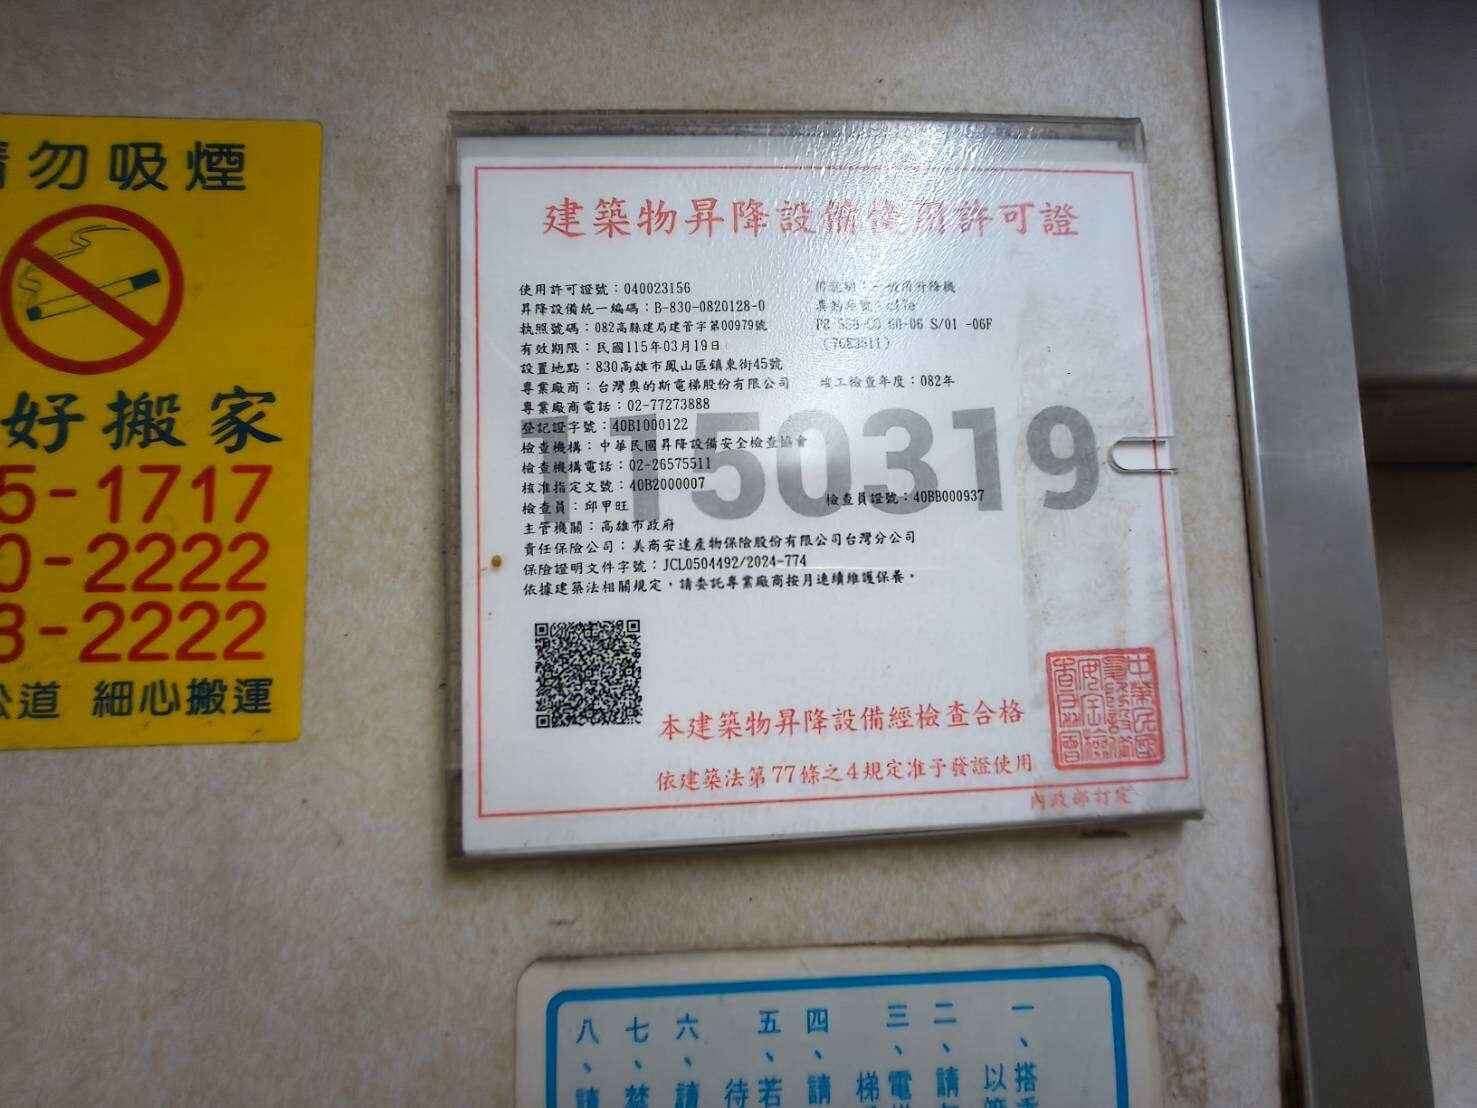 勿吸煙
好搬家
5-1717
0-2222
3-2222
公道 細心搬運
建築物昇降設備使用許可證
使用許可證號：040023156
昇降設備統一編碼：B-830-0820128-0
執照號碼：082高縣建局建管字第00979號
有效期限：民國115年03月19日
設置地點：830高雄市鳳山區鎮東街45號
專業廠商：台灣奧的斯電梯股份有限公司
竣工檢查年度：082年
專業廠商電話：02-77273888
登記證字號：40B1000122
檢查機構：中華民國昇降設備安全檢查協會
檢查機構電話：02-26575511
核准指定文號：40B2000007
檢查員：邱甲旺
檢查員證號：40BB000937
主管機關：高雄市政府
責任保險公司：美商安達產物保險股份有限公司台灣分公司
保險證明文件字號：JCL0504492/2024-774
依據建築法相關規定，請委託專業廠商按月連續維護保養。
1150319
本建築物昇降設備經檢查合格
依建築法第77條之4規定准予發證使用
內政部訂定
一、搭
以
二、請
三、電
梯
四、請
五、若
待
六、請
七、禁
八、請